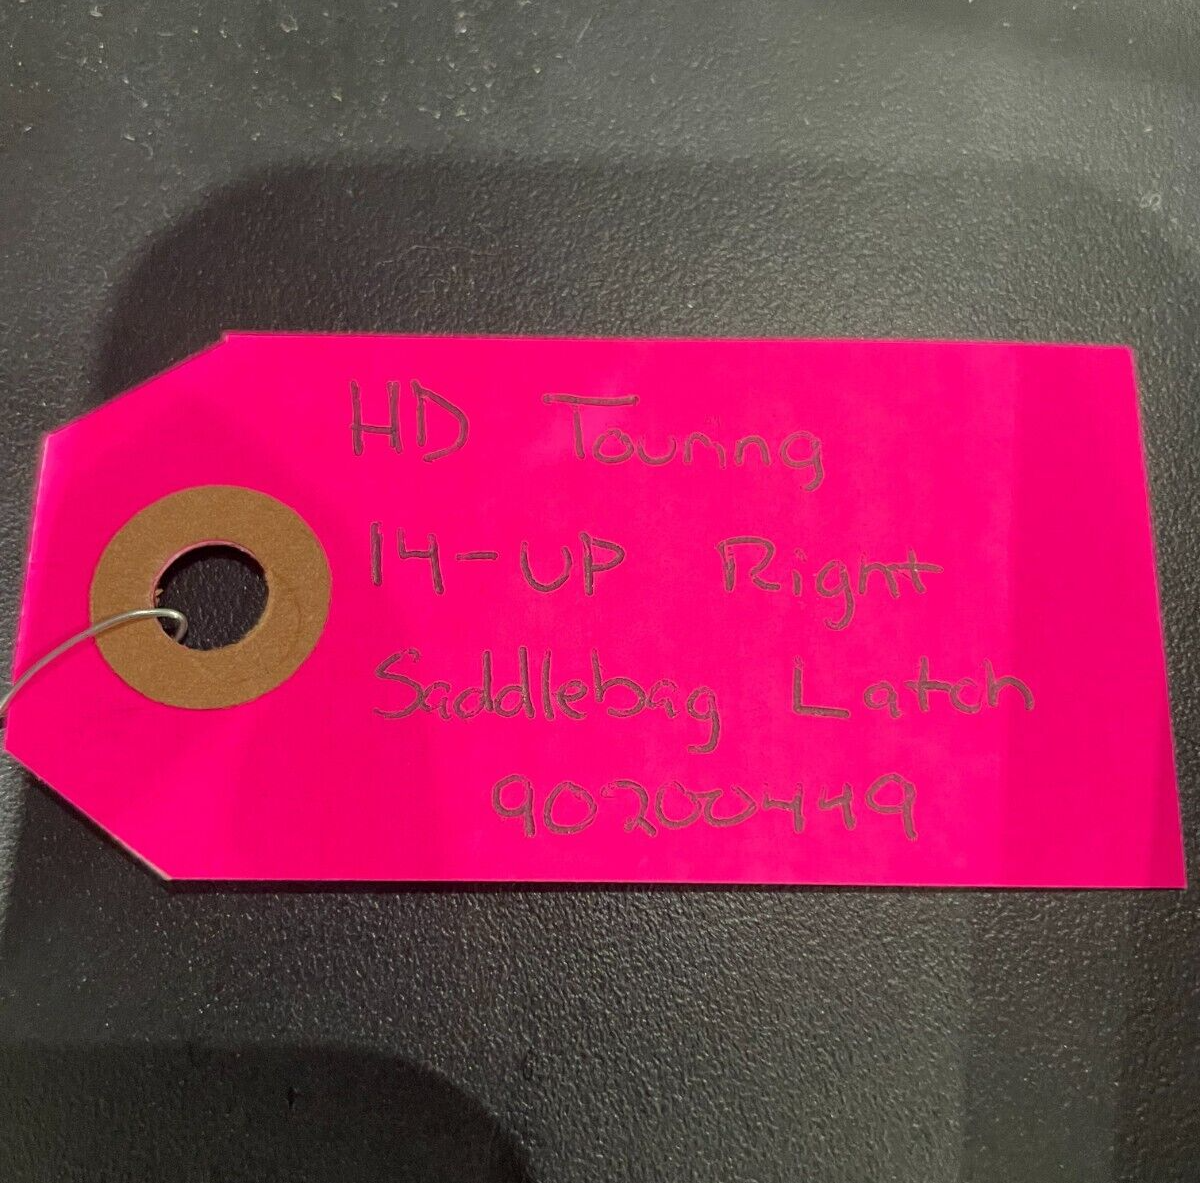 HD Touring
14-UP Right
Saddlebag Latch
90200449